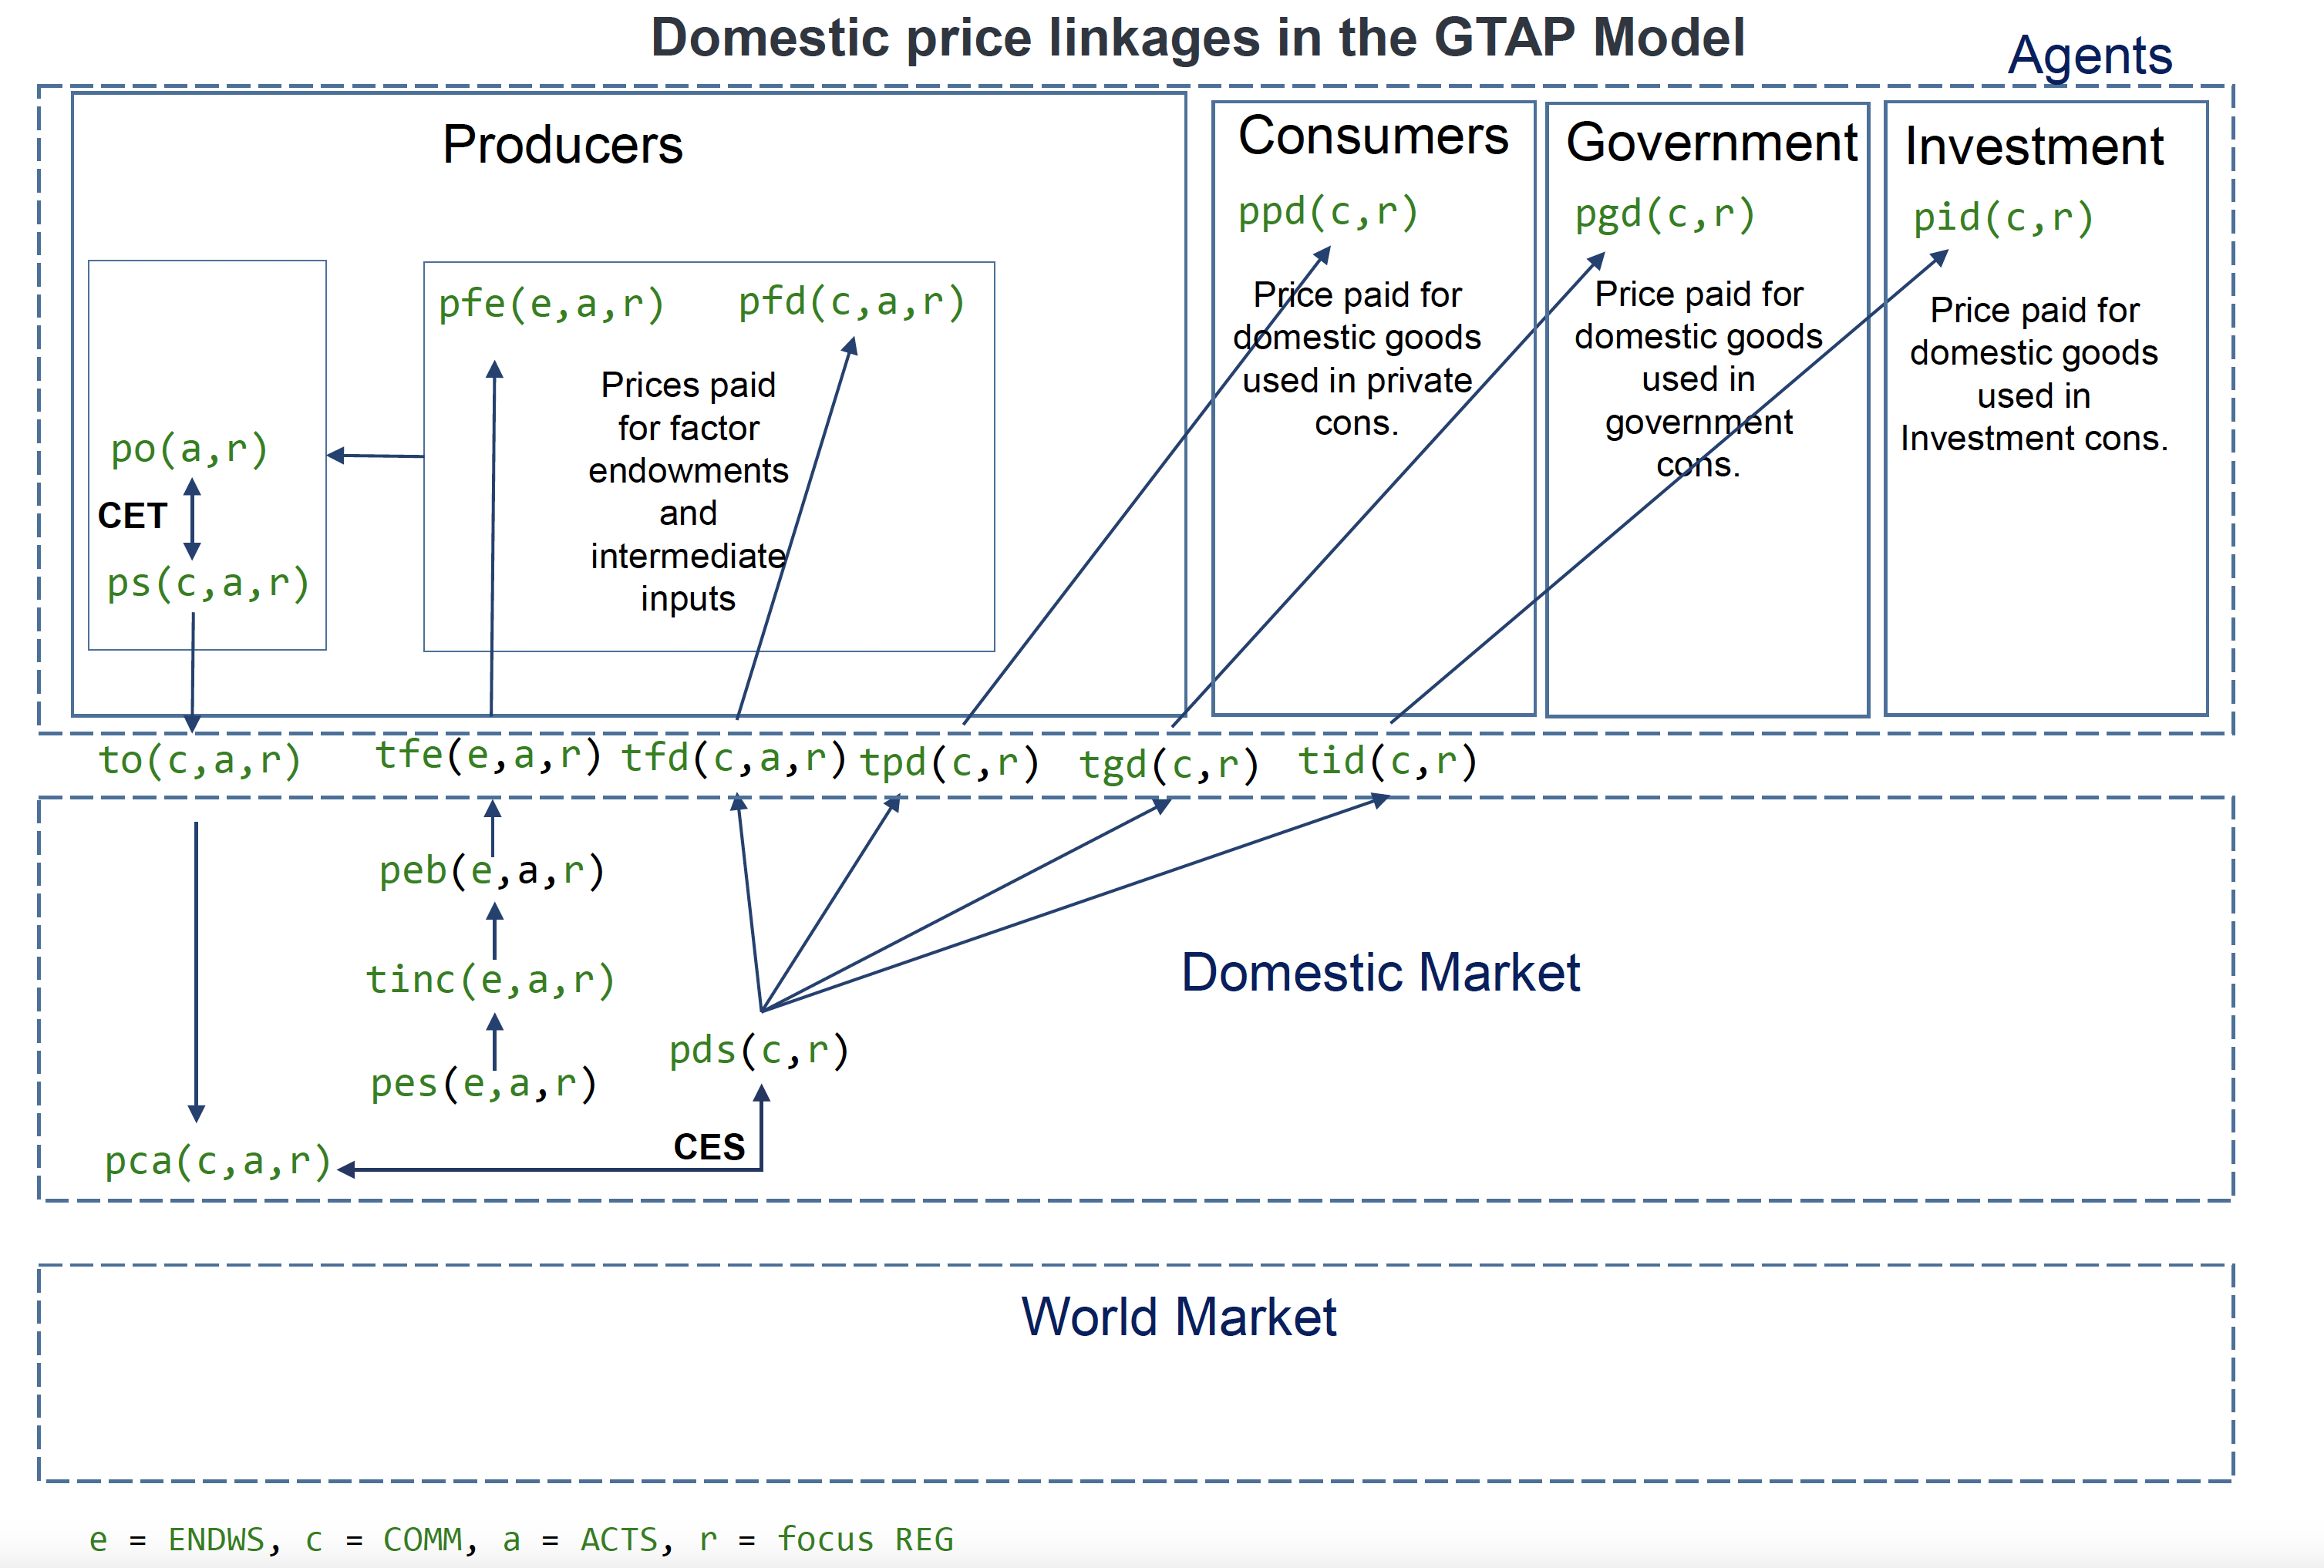 Domestic price linkages in the GTAP Model
Agents
Producers
Consumers
Government
Investment
ppd(c,r)
pgd(c,r)
pid(c,r)
Price paid for
domestic goods
used in private
cons.
Price paid for
domestic goods
used in
government
cons.
Price paid for
domestic goods
used in
Investment cons.
pfe(e,a,r)
pfd(c,a,r)
Prices paid
for factor
endowments
and
intermediate
inputs
po(a,r)
CET
ps(c,a,r)
to(c,a,r)
tfe(e,a,r)
tfd(c,a,r)
tpd(c,r)
tgd(c,r)
tid(c,r)
peb(e,a,r)
tinc(e,a,r)
pes(e,a,r)
pds(c,r)
Domestic Market
CES
pca(c,a,r)
World Market
e = ENDWS, c = COMM, a = ACTS, r = focus REG